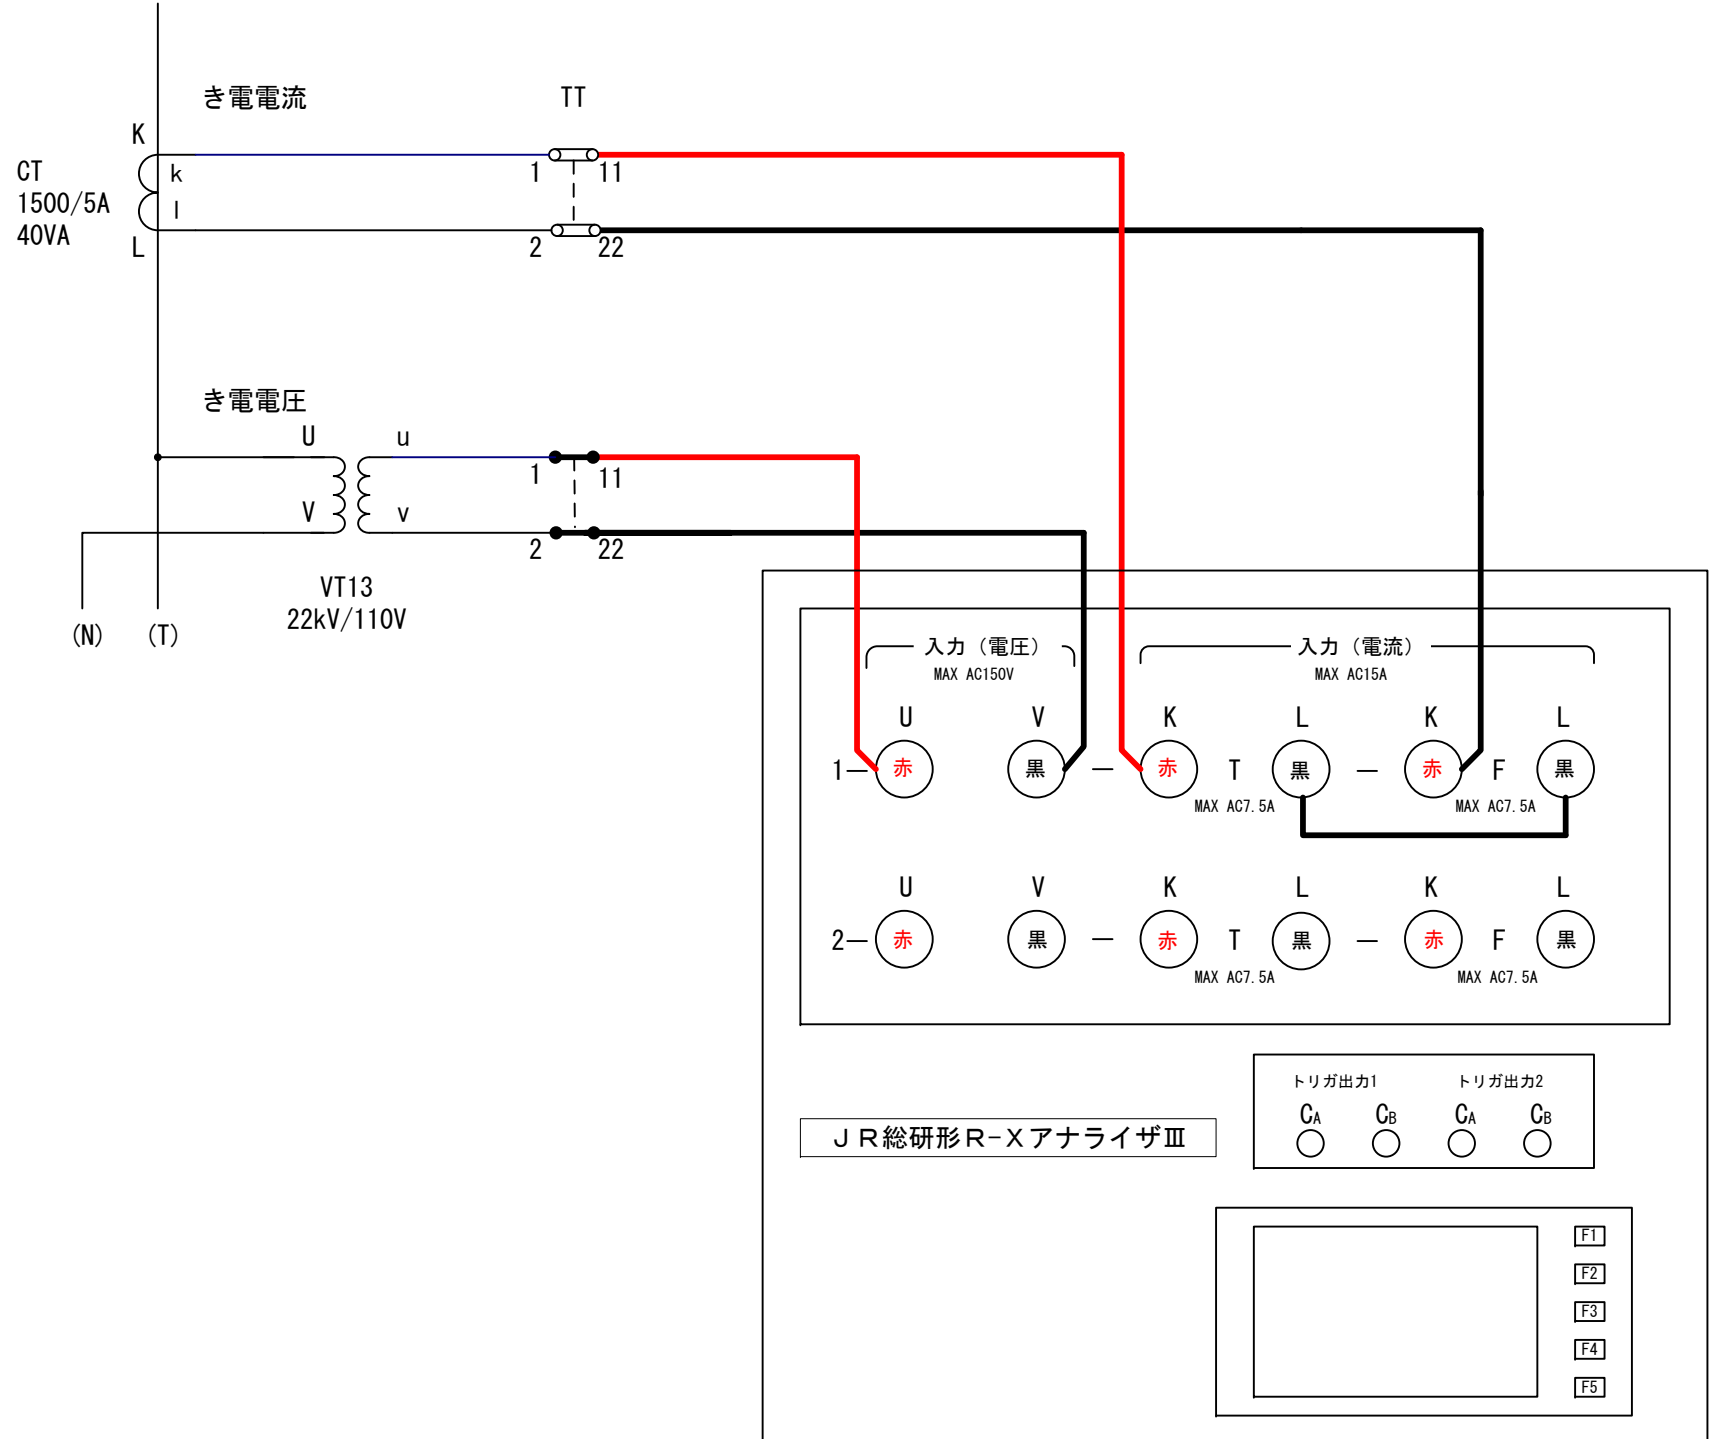 き電電流
TT
K
k
CT
1500/5A
40VA
l
L
1
11
2
22
き電電圧
U
u
V
v
1
11
2
22
VT13
22kV/110V
(N)
(T)
入力（電圧）
MAX AC150V
入力（電流）
MAX AC15A
U V K L K L
1— 赤 黒 — 赤 T 黒 — 赤 F 黒
MAX AC7.5A MAX AC7.5A
U V K L K L
2— 赤 黒 — 赤 T 黒 — 赤 F 黒
MAX AC7.5A MAX AC7.5A
トリガ出力1 トリガ出力2
CA CB CA CB
ＪＲ総研形Ｒ-ＸアナライザⅢ
F1
F2
F3
F4
F5